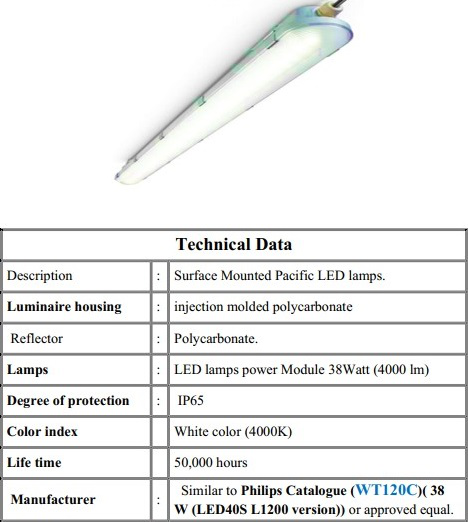 Technical Data
Description : Surface Mounted Pacific LED lamps.
Luminaire housing : injection molded polycarbonate
Reflector : Polycarbonate.
Lamps : LED lamps power Module 38Watt (4000 lm)
Degree of protection : IP65
Color index : White color (4000K)
Life time : 50,000 hours
Manufacturer : Similar to Philips Catalogue (WT120C)( 38
W (LED40S L1200 version)) or approved equal.